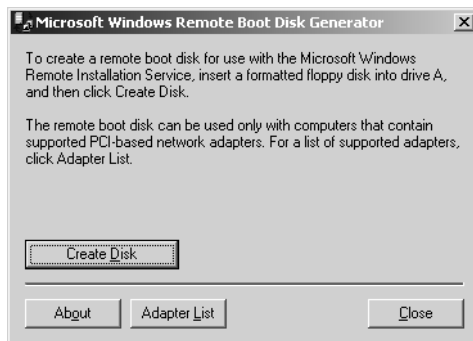 Microsoft Windows Remote Boot Disk Generator
To create a remote boot disk for use with the Microsoft Windows
Remote Installation Service, insert a formatted floppy disk into drive A,
and then click Create Disk.
The remote boot disk can be used only with computers that contain
supported PCI-based network adapters. For a list of supported adapters,
click Adapter List.
Create Disk
About Adapter List Close